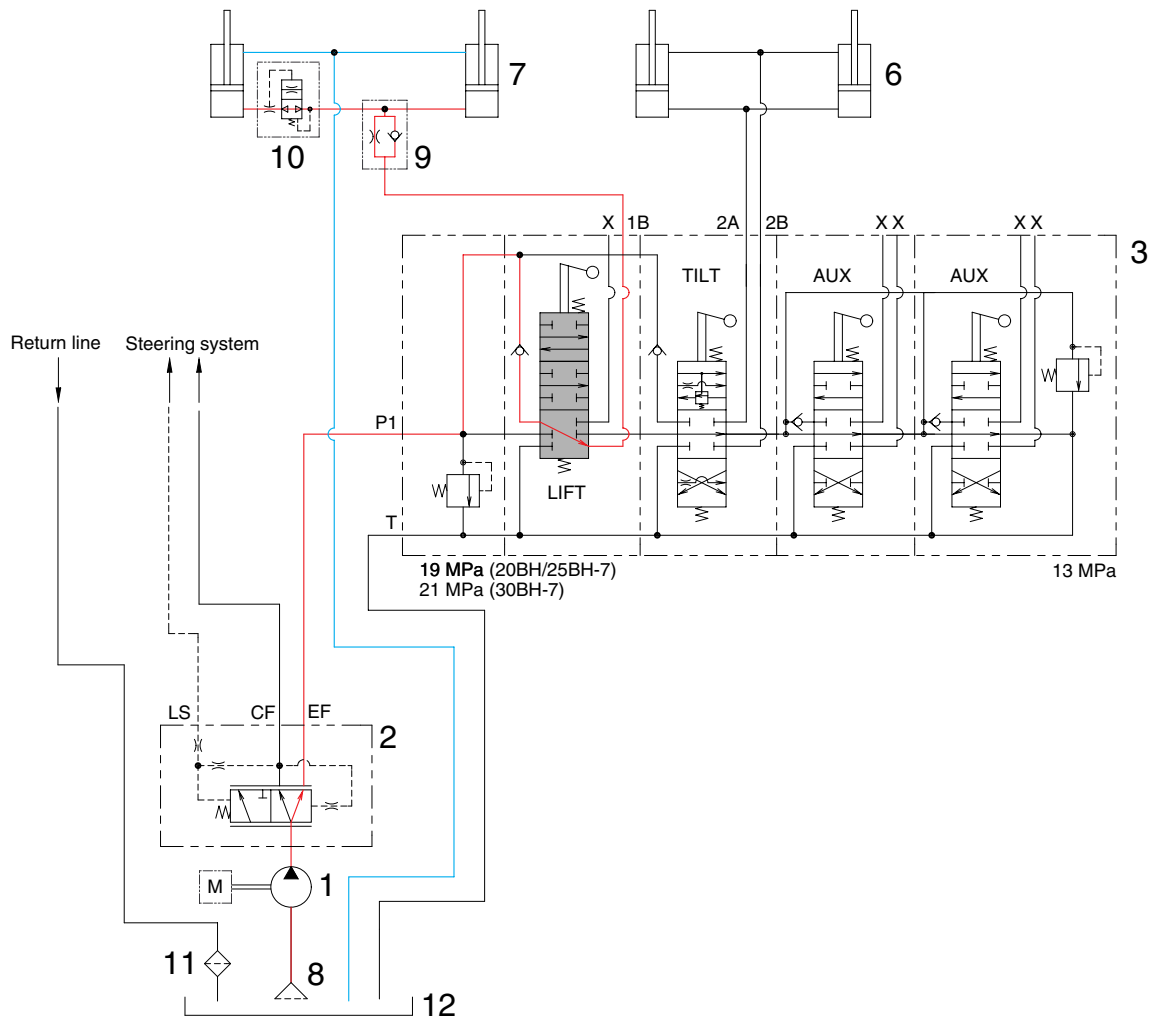 7
6
10
9
X
1B
2A
2B
X X
X X
3
TILT
AUX
AUX
Return line
Steering system
P1
LIFT
T
19 MPa (20BH/25BH-7)
21 MPa (30BH-7)
13 MPa
LS
CF
EF
2
M
1
11
8
12